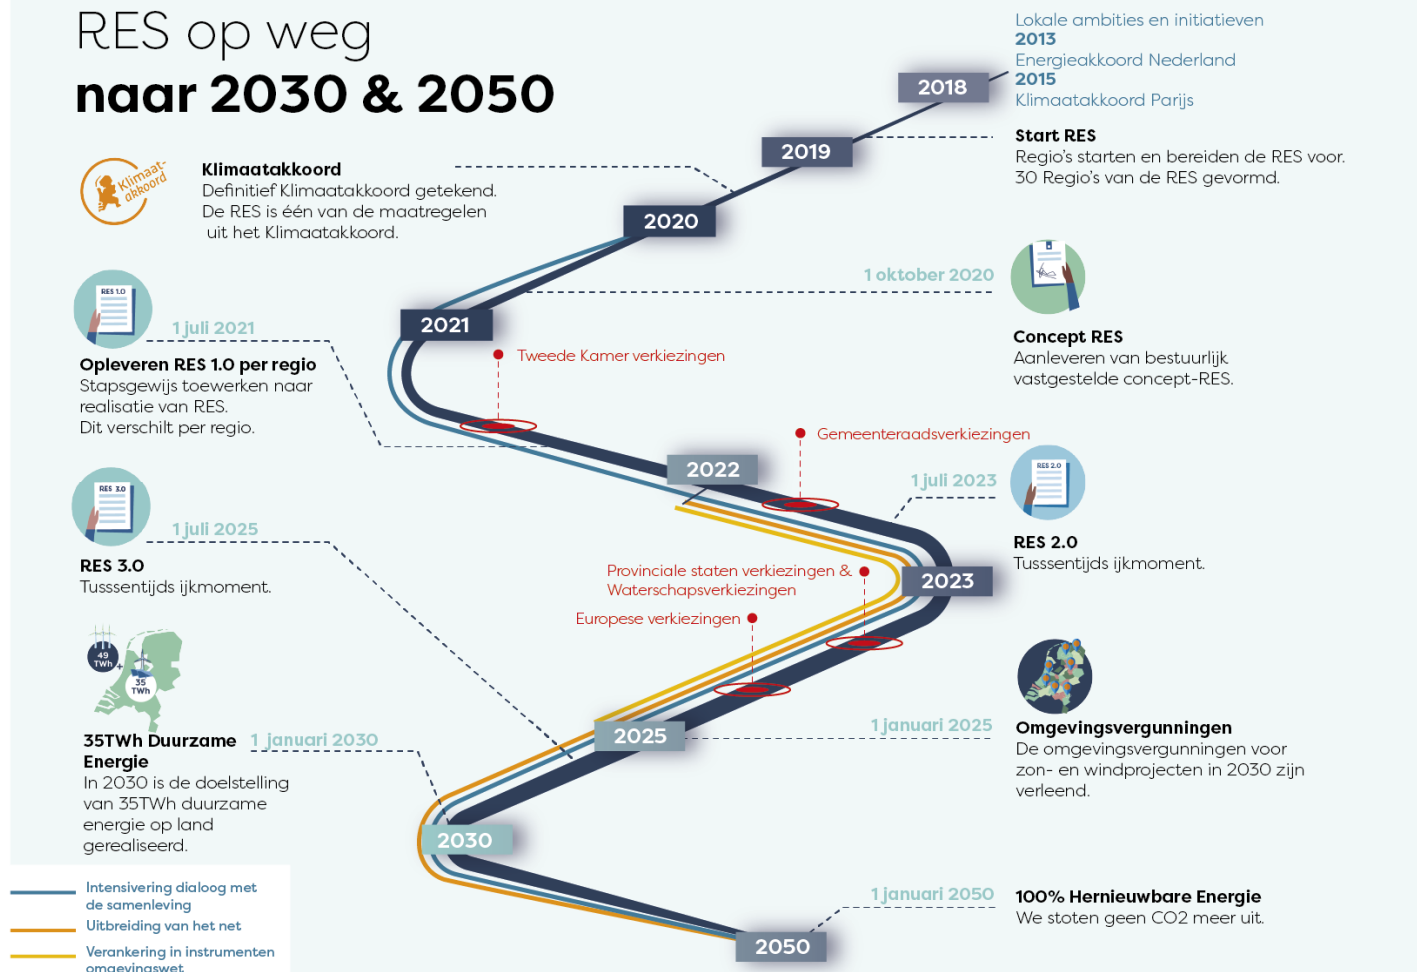 RES op weg
naar 2030 & 2050
Lokale ambities en initiatieven
2013
Energieakkoord Nederland
2015
Klimaatakkoord Parijs
2018
Start RES
Regio's starten en bereiden de RES voor.
30 Regio's van de RES gevormd.
2019
Klimaat-
akkoord
Klimaatakkoord
Definitief Klimaatakkoord getekend.
De RES is één van de maatregelen
uit het Klimaatakkoord.
2020
1 oktober 2020
Concept RES
Aanleveren van bestuurlijk
vastgestelde concept-RES.
2021
RES 1.0
1 juli 2021
Opleveren RES 1.0 per regio
Stapsgewijs toewerken naar
realisatie van RES.
Dit verschilt per regio.
Tweede Kamer verkiezingen
2022
Gemeenteraadsverkiezingen
1 juli 2023
RES 2.0
RES 2.0
Tusssentijds ijkmoment.
RES 3.0
1 juli 2025
RES 3.0
Tusssentijds ijkmoment.
2023
Provinciale staten verkiezingen &
Waterschapsverkiezingen
Europese verkiezingen
2025
1 januari 2025
Omgevingsvergunningen
De omgevingsvergunningen voor
zon- en windprojecten in 2030 zijn
verleend.
49
TWh
+
35
TWh
35TWh Duurzame
Energie
1 januari 2030
In 2030 is de doelstelling
van 35TWh duurzame
energie op land
gerealiseerd.
2030
1 januari 2050
100% Hernieuwbare Energie
We stoten geen CO2 meer uit.
2050
Intensivering dialoog met
de samenleving
Uitbreiding van het net
Verankering in instrumenten
omgevingswet